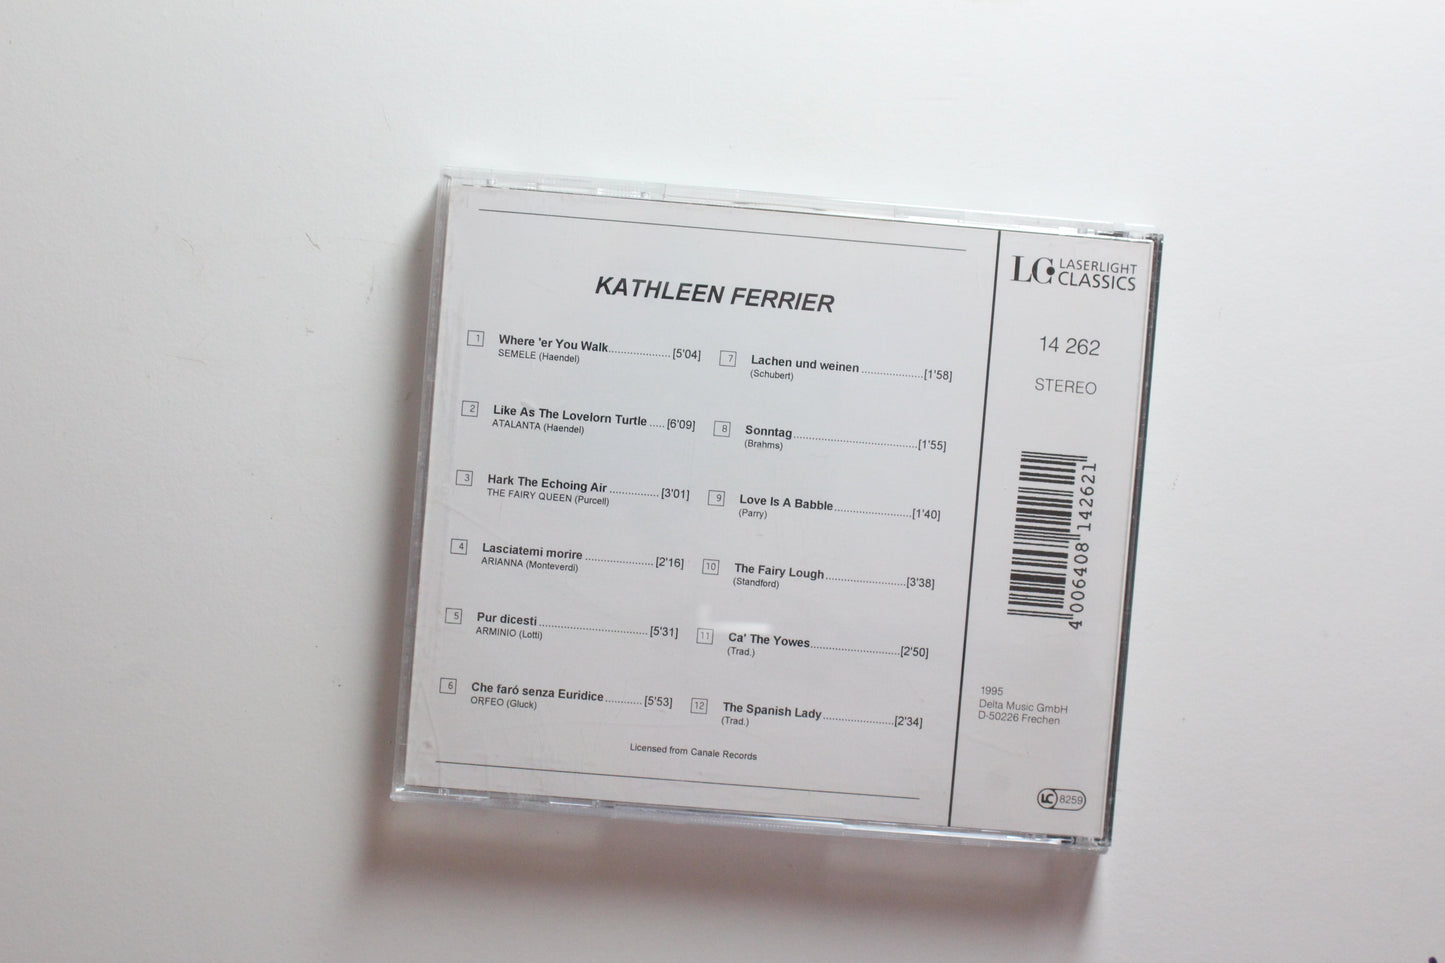 KATHLEEN FERRIER
1 Where 'er You Walk.................... [5'04]
SEMELE (Haendel)
2 Like As The Lovelorn Turtle ..... [6'09]
ATALANTA (Haendel)
3 Hark The Echoing Air ................ [3'01]
THE FAIRY QUEEN (Purcell)
4 Lasciatemi morire ...................... [2'16]
ARIANNA (Monteverdi)
5 Pur dicesti ................................... [5'31]
ARMINIO (Lotti)
6 Che faró senza Euridice ............ [5'53]
ORFEO (Gluck)
7 Lachen und weinen .................... [1'58]
(Schubert)
8 Sonntag ........................................ [1'55]
(Brahms)
9 Love Is A Babble ......................... [1'40]
(Parry)
10 The Fairy Lough .......................... [3'38]
(Standford)
11 Ca' The Yowes ............................. [2'50]
(Trad.)
12 The Spanish Lady ....................... [2'34]
(Trad.)
Licensed from Canale Records
LC LASERLIGHT
CLASSICS
14 262
STEREO
4 006408 142621
1995
Delta Music GmbH
D-50226 Frechen
LC 8259